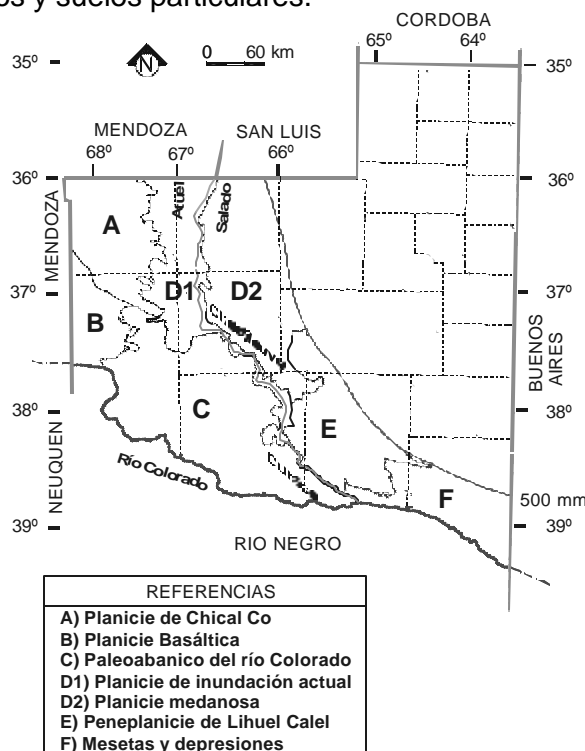 os y suelos particulares.
CORDOBA
0 60 km
65º 64º
35º 35º
N
MENDOZA SAN LUIS
68º 67º 66º
36º 36º
MENDOZA
Atuel
Salado
A
37º 37º
D1 D2
B
BUENOS AIRES
38º 38º
C
E
NEUQUEN
Río Colorado
F
500 mm
39º 39º
RIO NEGRO
REFERENCIAS
A) Planicie de Chical Co
B) Planicie Basáltica
C) Paleoabanico del río Colorado
D1) Planicie de inundación actual
D2) Planicie medanosa
E) Peneplanicie de Lihuel Calel
F) Mesetas y depresiones